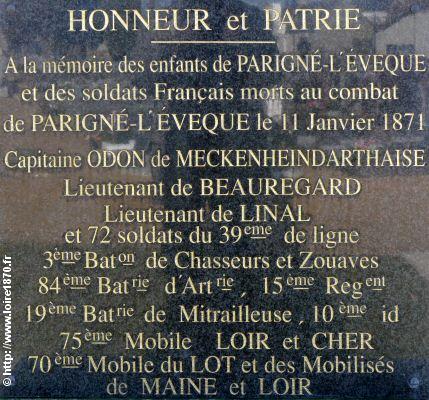 HONNEUR et PATRIE
A la mémoire des enfants de PARIGNÉ-L'ÉVEQUE
et des soldats Français morts au combat
de PARIGNÉ-L'ÉVÉQUE le 11 Janvier 1871
Capitaine ODON de MECKENHEINDARTHAISE
Lieutenant de BEAUREGARD
Lieutenant de LINAL
et 72 soldats du 39eme de ligne
3ême Baton de Chasseurs et Zouaves
84ème Batrie d'Artrie, 15ème Regent
19ème Batrie de Mitrailleuse, 10ème id
75ème Mobile LOIR et CHER
70ème Mobile du LOT et des Mobilisés
de MAINE et LOIR
© http://www.loire1870.fr